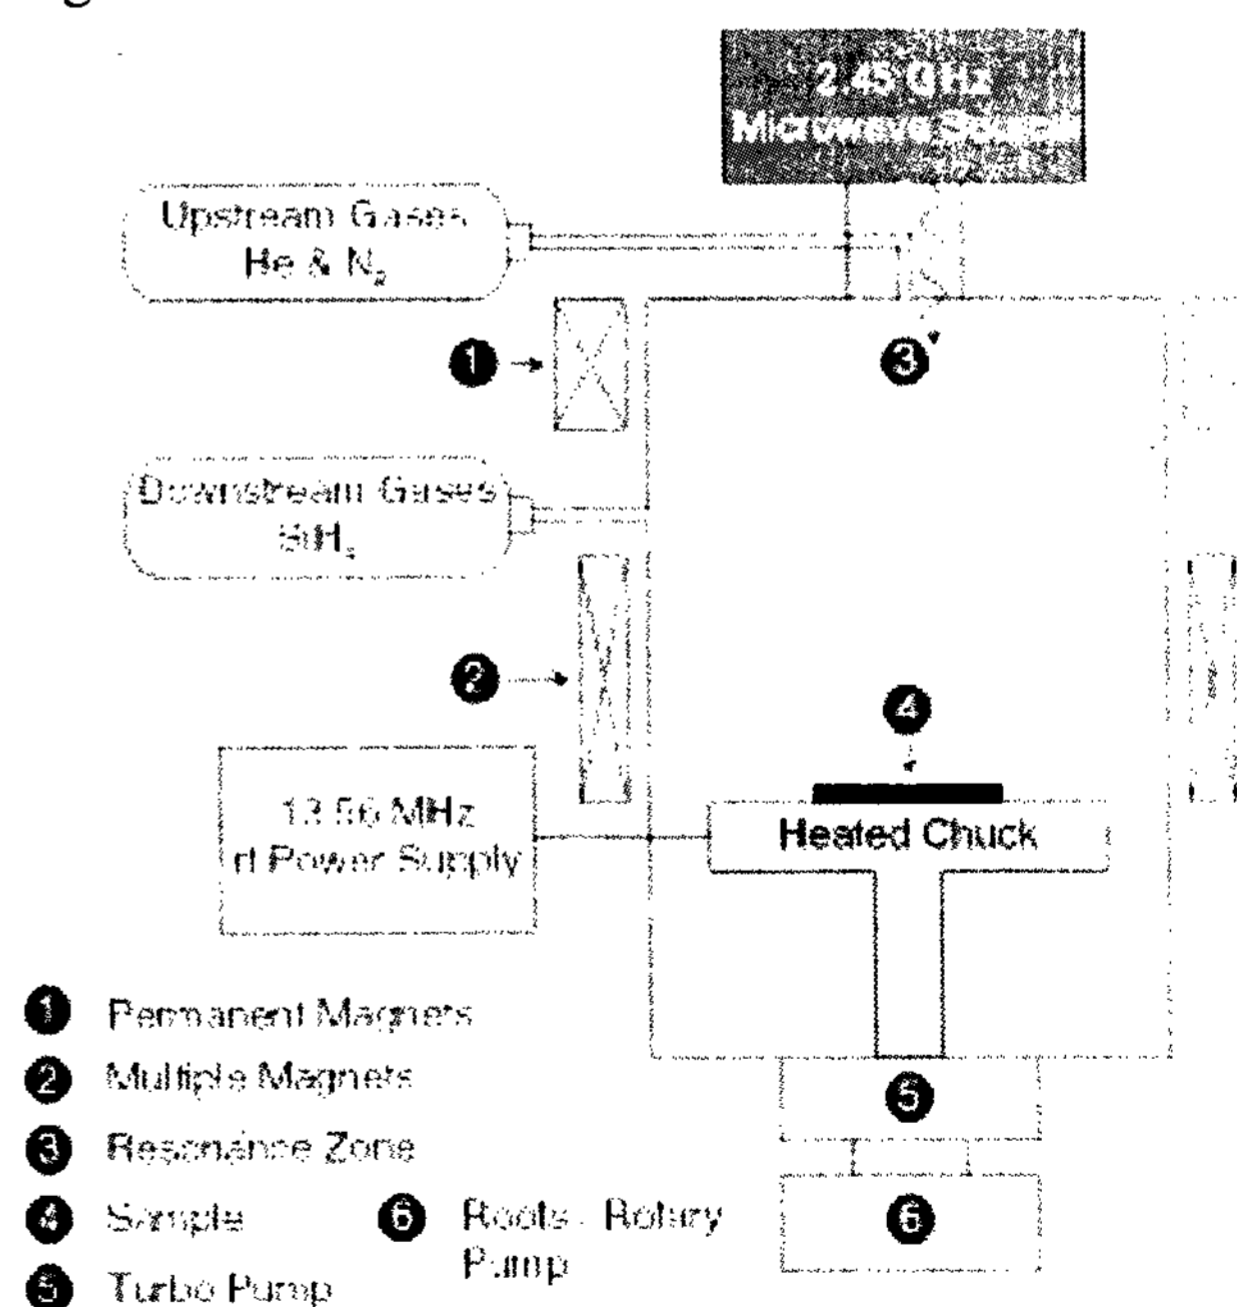 2.45 GHz
Microwave Source
Upstream Gases
He & N2
1
3
Downstream Gases
SiH4
2
4
13.56 MHz
rf Power Supply
Heated Chuck
1 Permanent Magnets
2 Multiple Magnets
3 Resonance Zone
4 Sample
5 Turbo Pump
6 Roots - Rotary
Pump
5
6